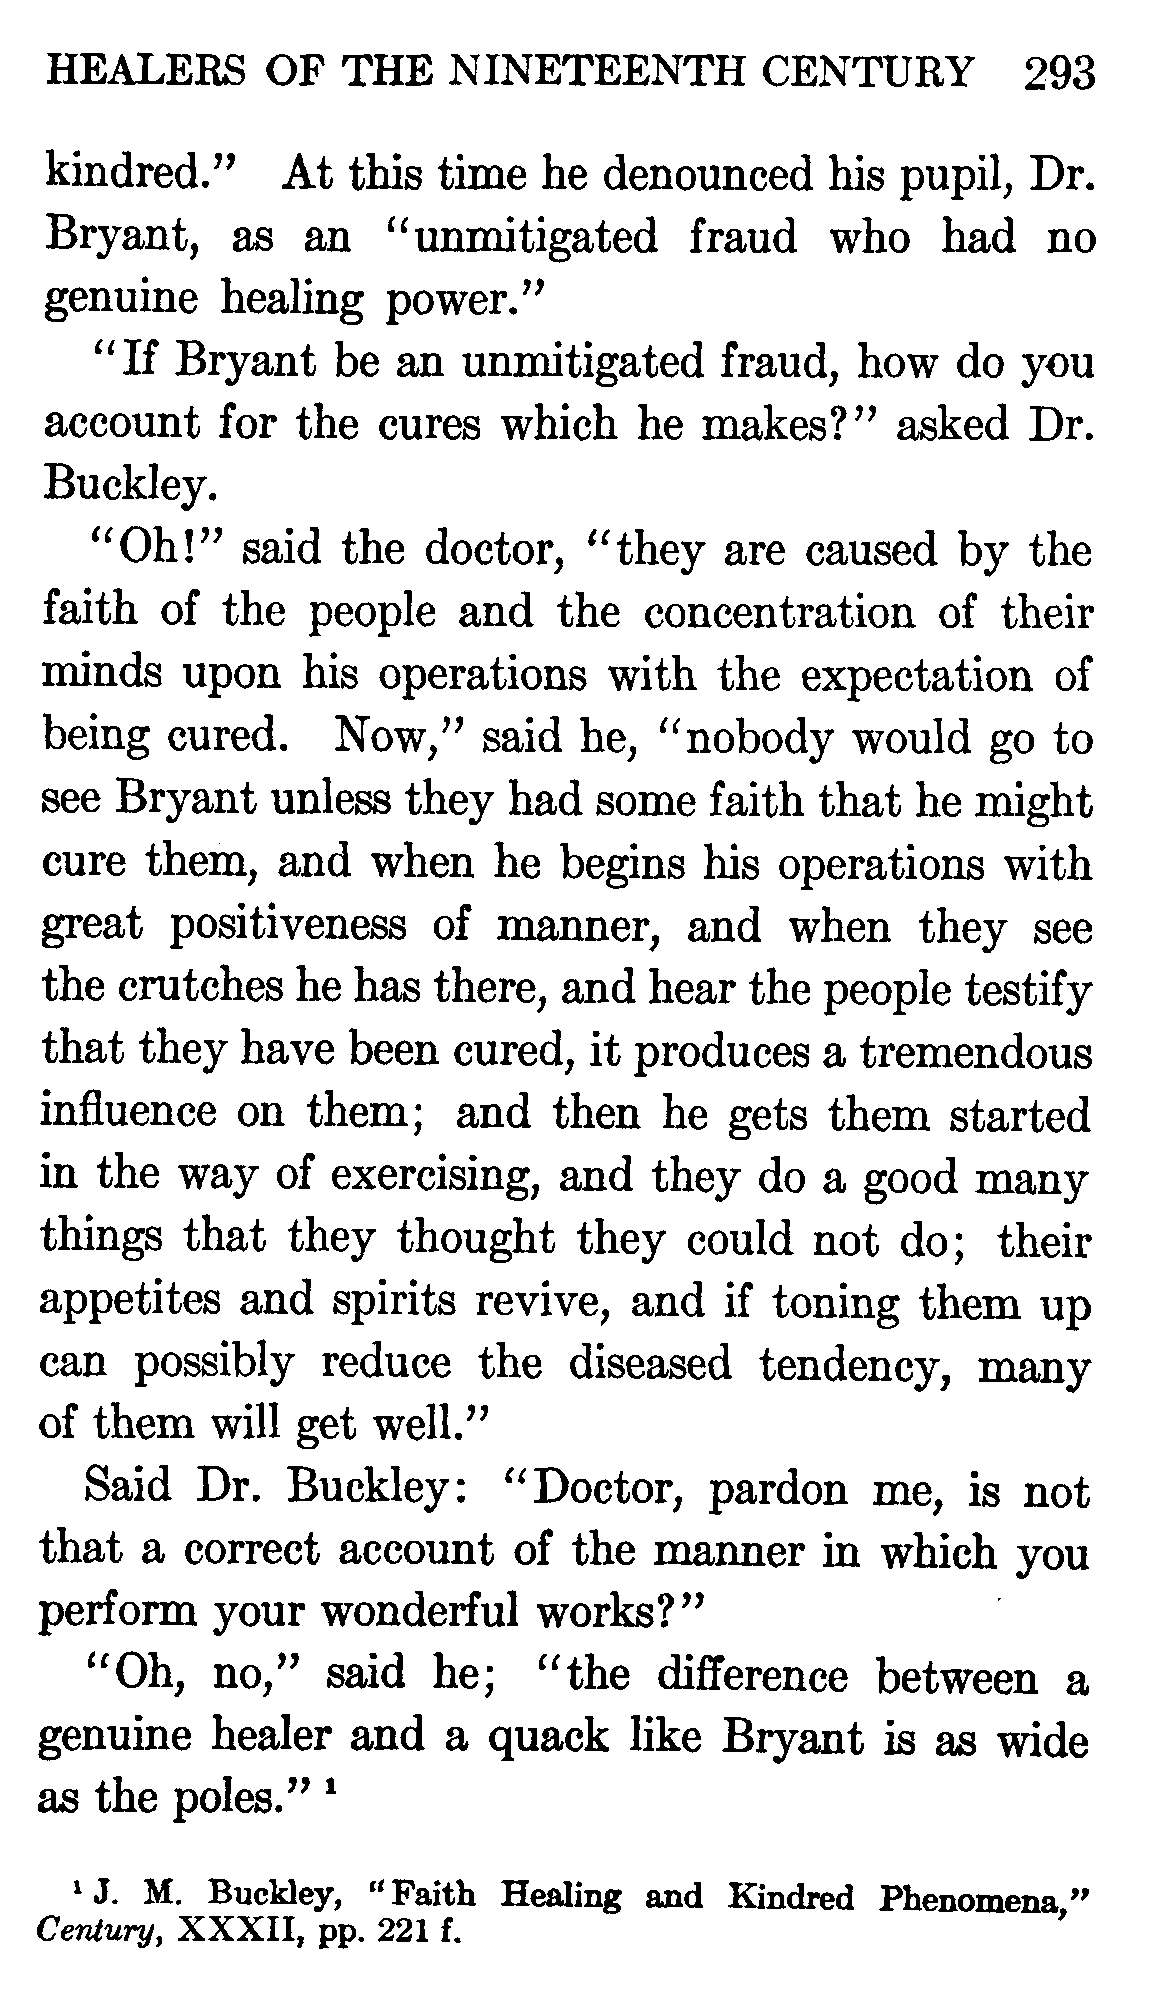 HEALERS OF THE NINETEENTH CENTURY 293
kindred.” At this time he denounced his pupil, Dr.
Bryant, as an “unmitigated fraud who had no
genuine healing power.”
“If Bryant be an unmitigated fraud, how do you
account for the cures which he makes?” asked Dr.
Buckley.
“Oh!” said the doctor, “they are caused by the
faith of the people and the concentration of their
minds upon his operations with the expectation of
being cured. Now,” said he, “nobody would go to
see Bryant unless they had some faith that he might
cure them, and when he begins his operations with
great positiveness of manner, and when they see
the crutches he has there, and hear the people testify
that they have been cured, it produces a tremendous
influence on them; and then he gets them started
in the way of exercising, and they do a good many
things that they thought they could not do; their
appetites and spirits revive, and if toning them up
can possibly reduce the diseased tendency, many
of them will get well.”
Said Dr. Buckley: “Doctor, pardon me, is not
that a correct account of the manner in which you
perform your wonderful works?”
“Oh, no,” said he; “the difference between a
genuine healer and a quack like Bryant is as wide
as the poles.” ¹
¹ J. M. Buckley, “Faith Healing and Kindred Phenomena,”
Century, XXXII, pp. 221 f.